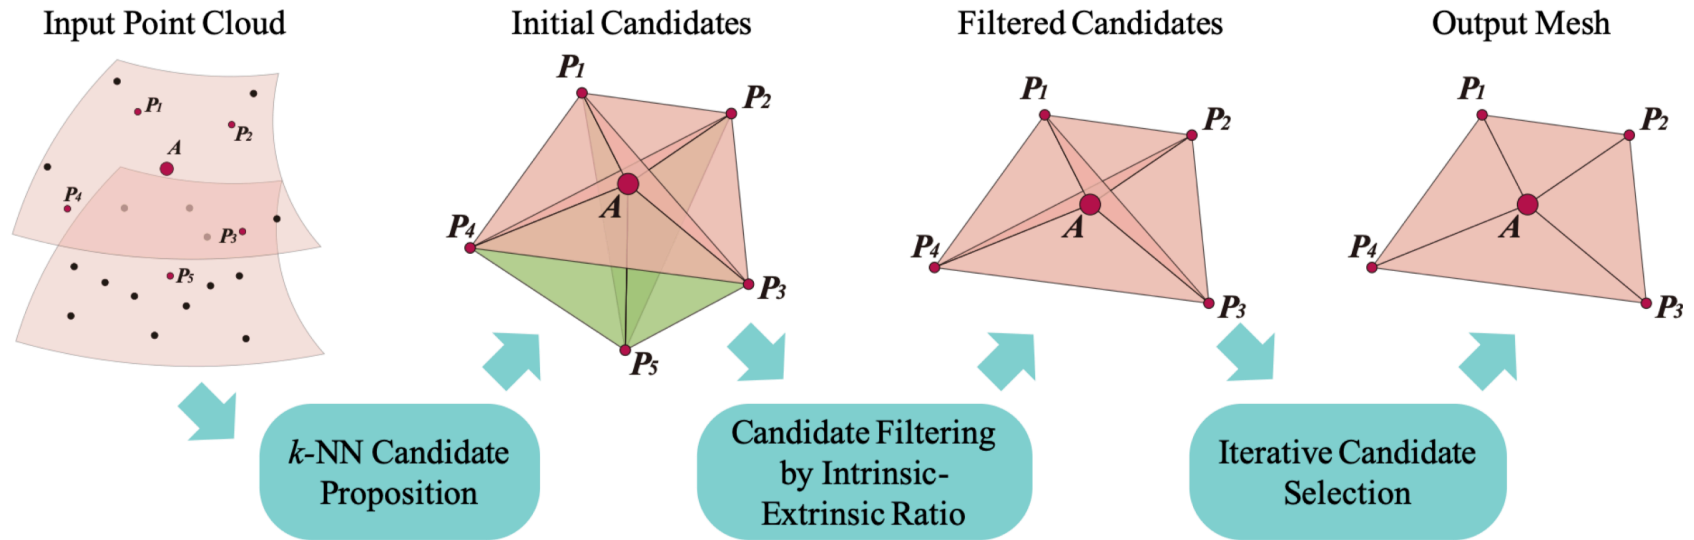 Input Point Cloud
Initial Candidates
Filtered Candidates
Output Mesh
P1
P2
A
P4
P3
P5
P1
P2
A
P4
P3
P5
P1
P2
A
P4
P3
P1
P2
A
P4
P3
k-NN Candidate
Proposition
Candidate Filtering
by Intrinsic-
Extrinsic Ratio
Iterative Candidate
Selection